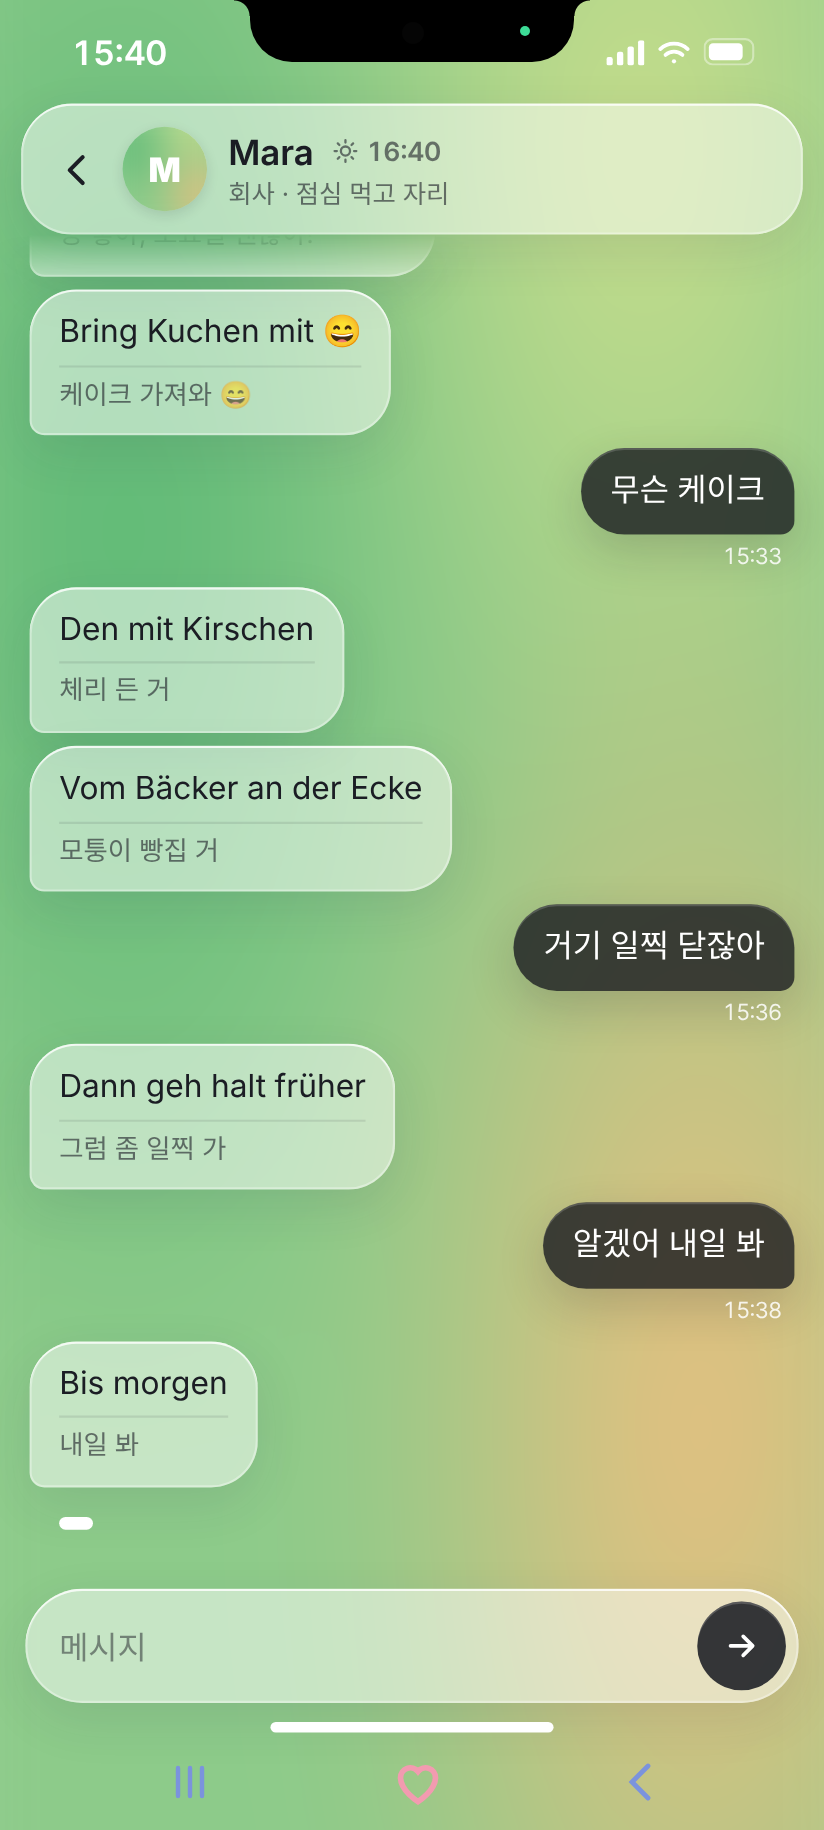 15:40
M
Mara 16:40
회사 · 점심 먹고 자리
Bring Kuchen mit 😄
케이크 가져와 😄
무슨 케이크
15:33
Den mit Kirschen
체리 든 거
Vom Bäcker an der Ecke
모퉁이 빵집 거
거기 일찍 닫잖아
15:36
Dann geh halt früher
그럼 좀 일찍 가
알겠어 내일 봐
15:38
Bis morgen
내일 봐
메시지